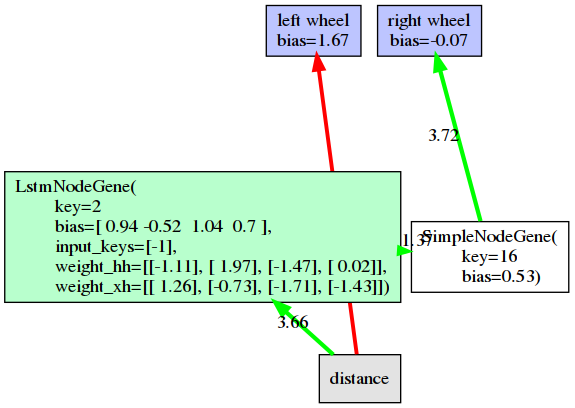 left wheel
bias=1.67
right wheel
bias=-0.07
3.72
LstmNodeGene(
key=2
bias=[ 0.94 -0.52  1.04  0.7 ],
input_keys=[-1],
weight_hh=[[-1.11], [ 1.97], [-1.47], [ 0.02]],
weight_xh=[[ 1.26], [-0.73], [-1.71], [-1.43]])
SimpleNodeGene(
key=16
bias=0.53)
3.66
distance